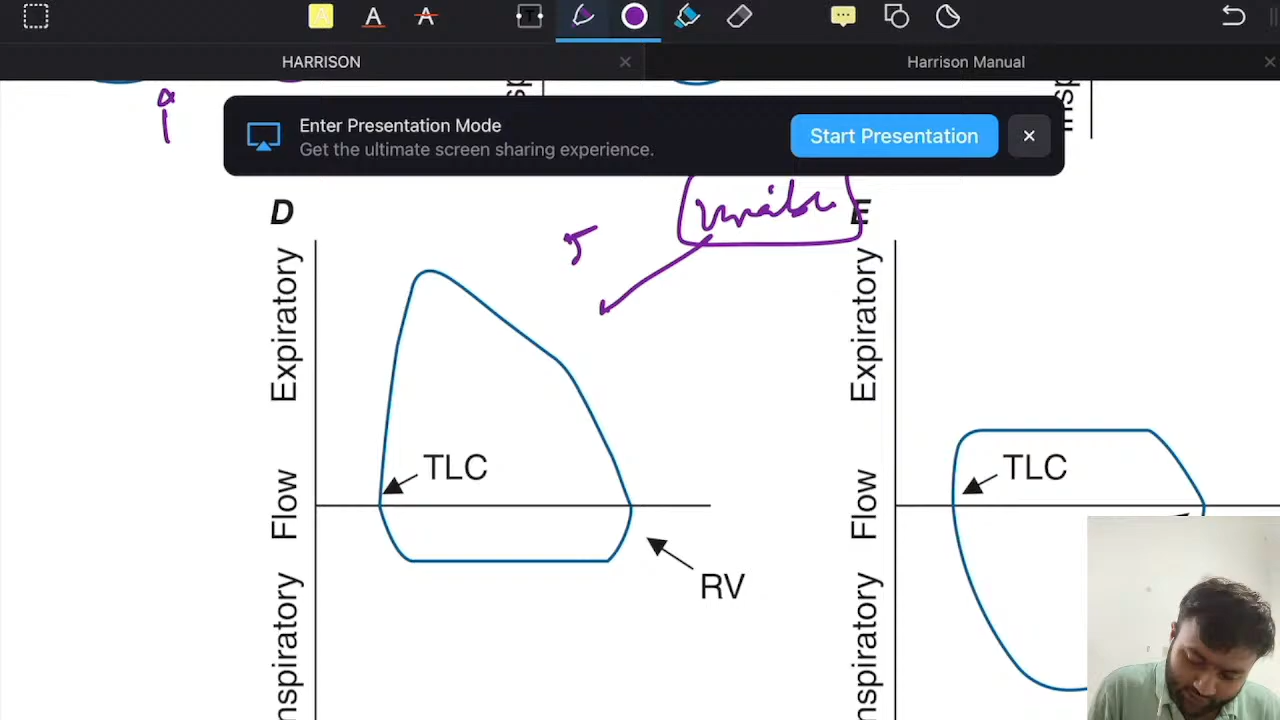 HARRISON
Harrison Manual
Enter Presentation Mode
Get the ultimate screen sharing experience.
Start Presentation
D
E
Expiratory
Flow
TLC
RV
Expiratory
Flow
TLC